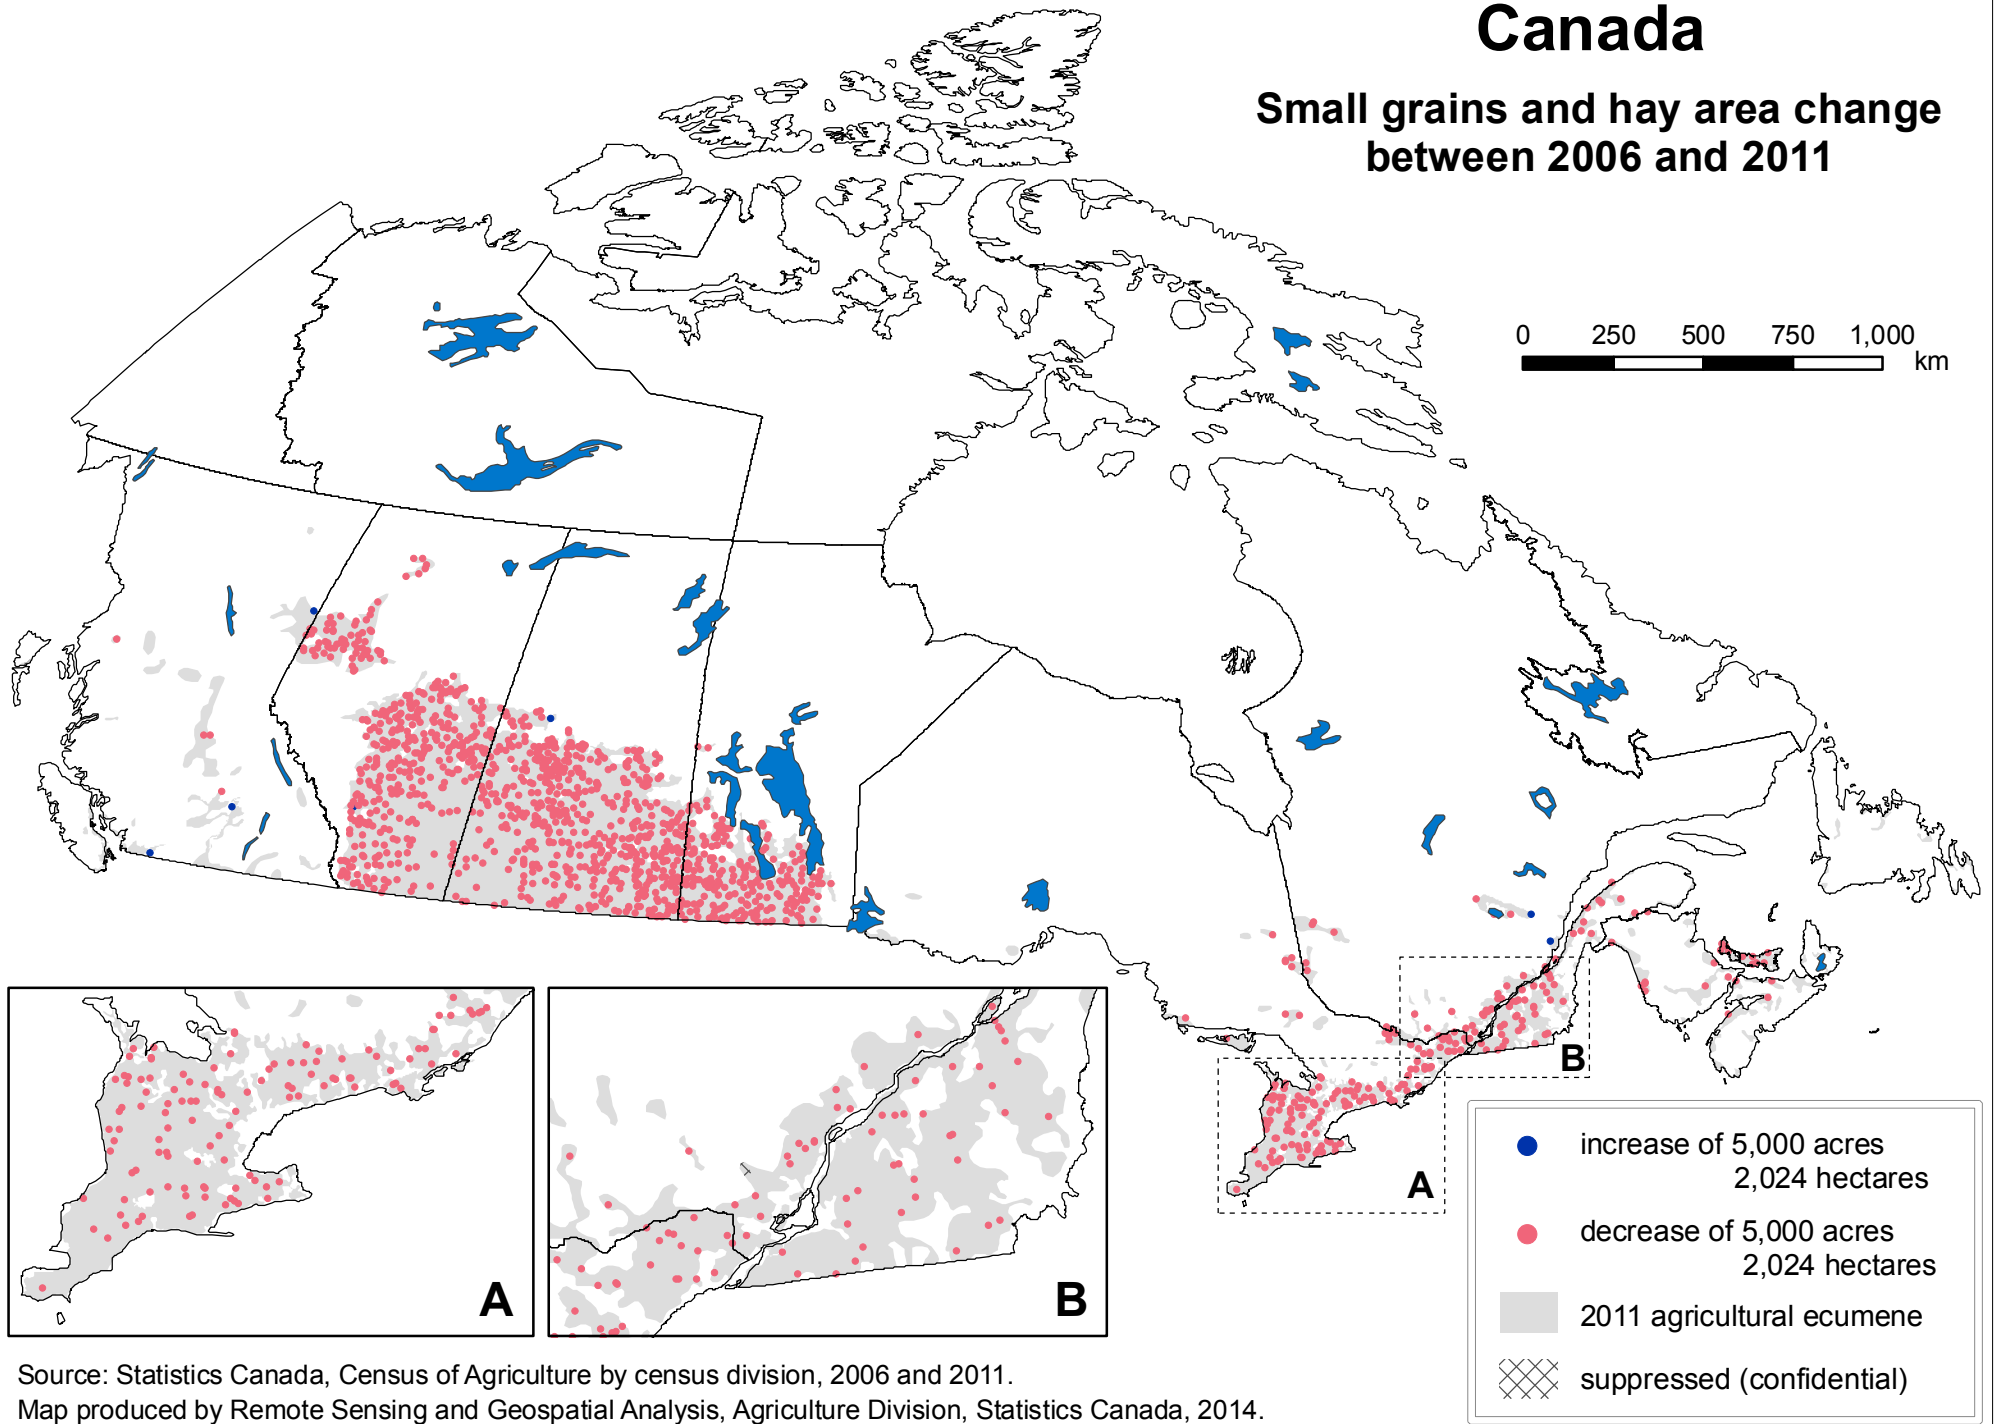 Canada
Small grains and hay area change
between 2006 and 2011
0 250 500 750 1,000
km
B
A
A
B
increase of 5,000 acres
2,024 hectares
decrease of 5,000 acres
2,024 hectares
2011 agricultural ecumene
suppressed (confidential)
Source: Statistics Canada, Census of Agriculture by census division, 2006 and 2011.
Map produced by Remote Sensing and Geospatial Analysis, Agriculture Division, Statistics Canada, 2014.